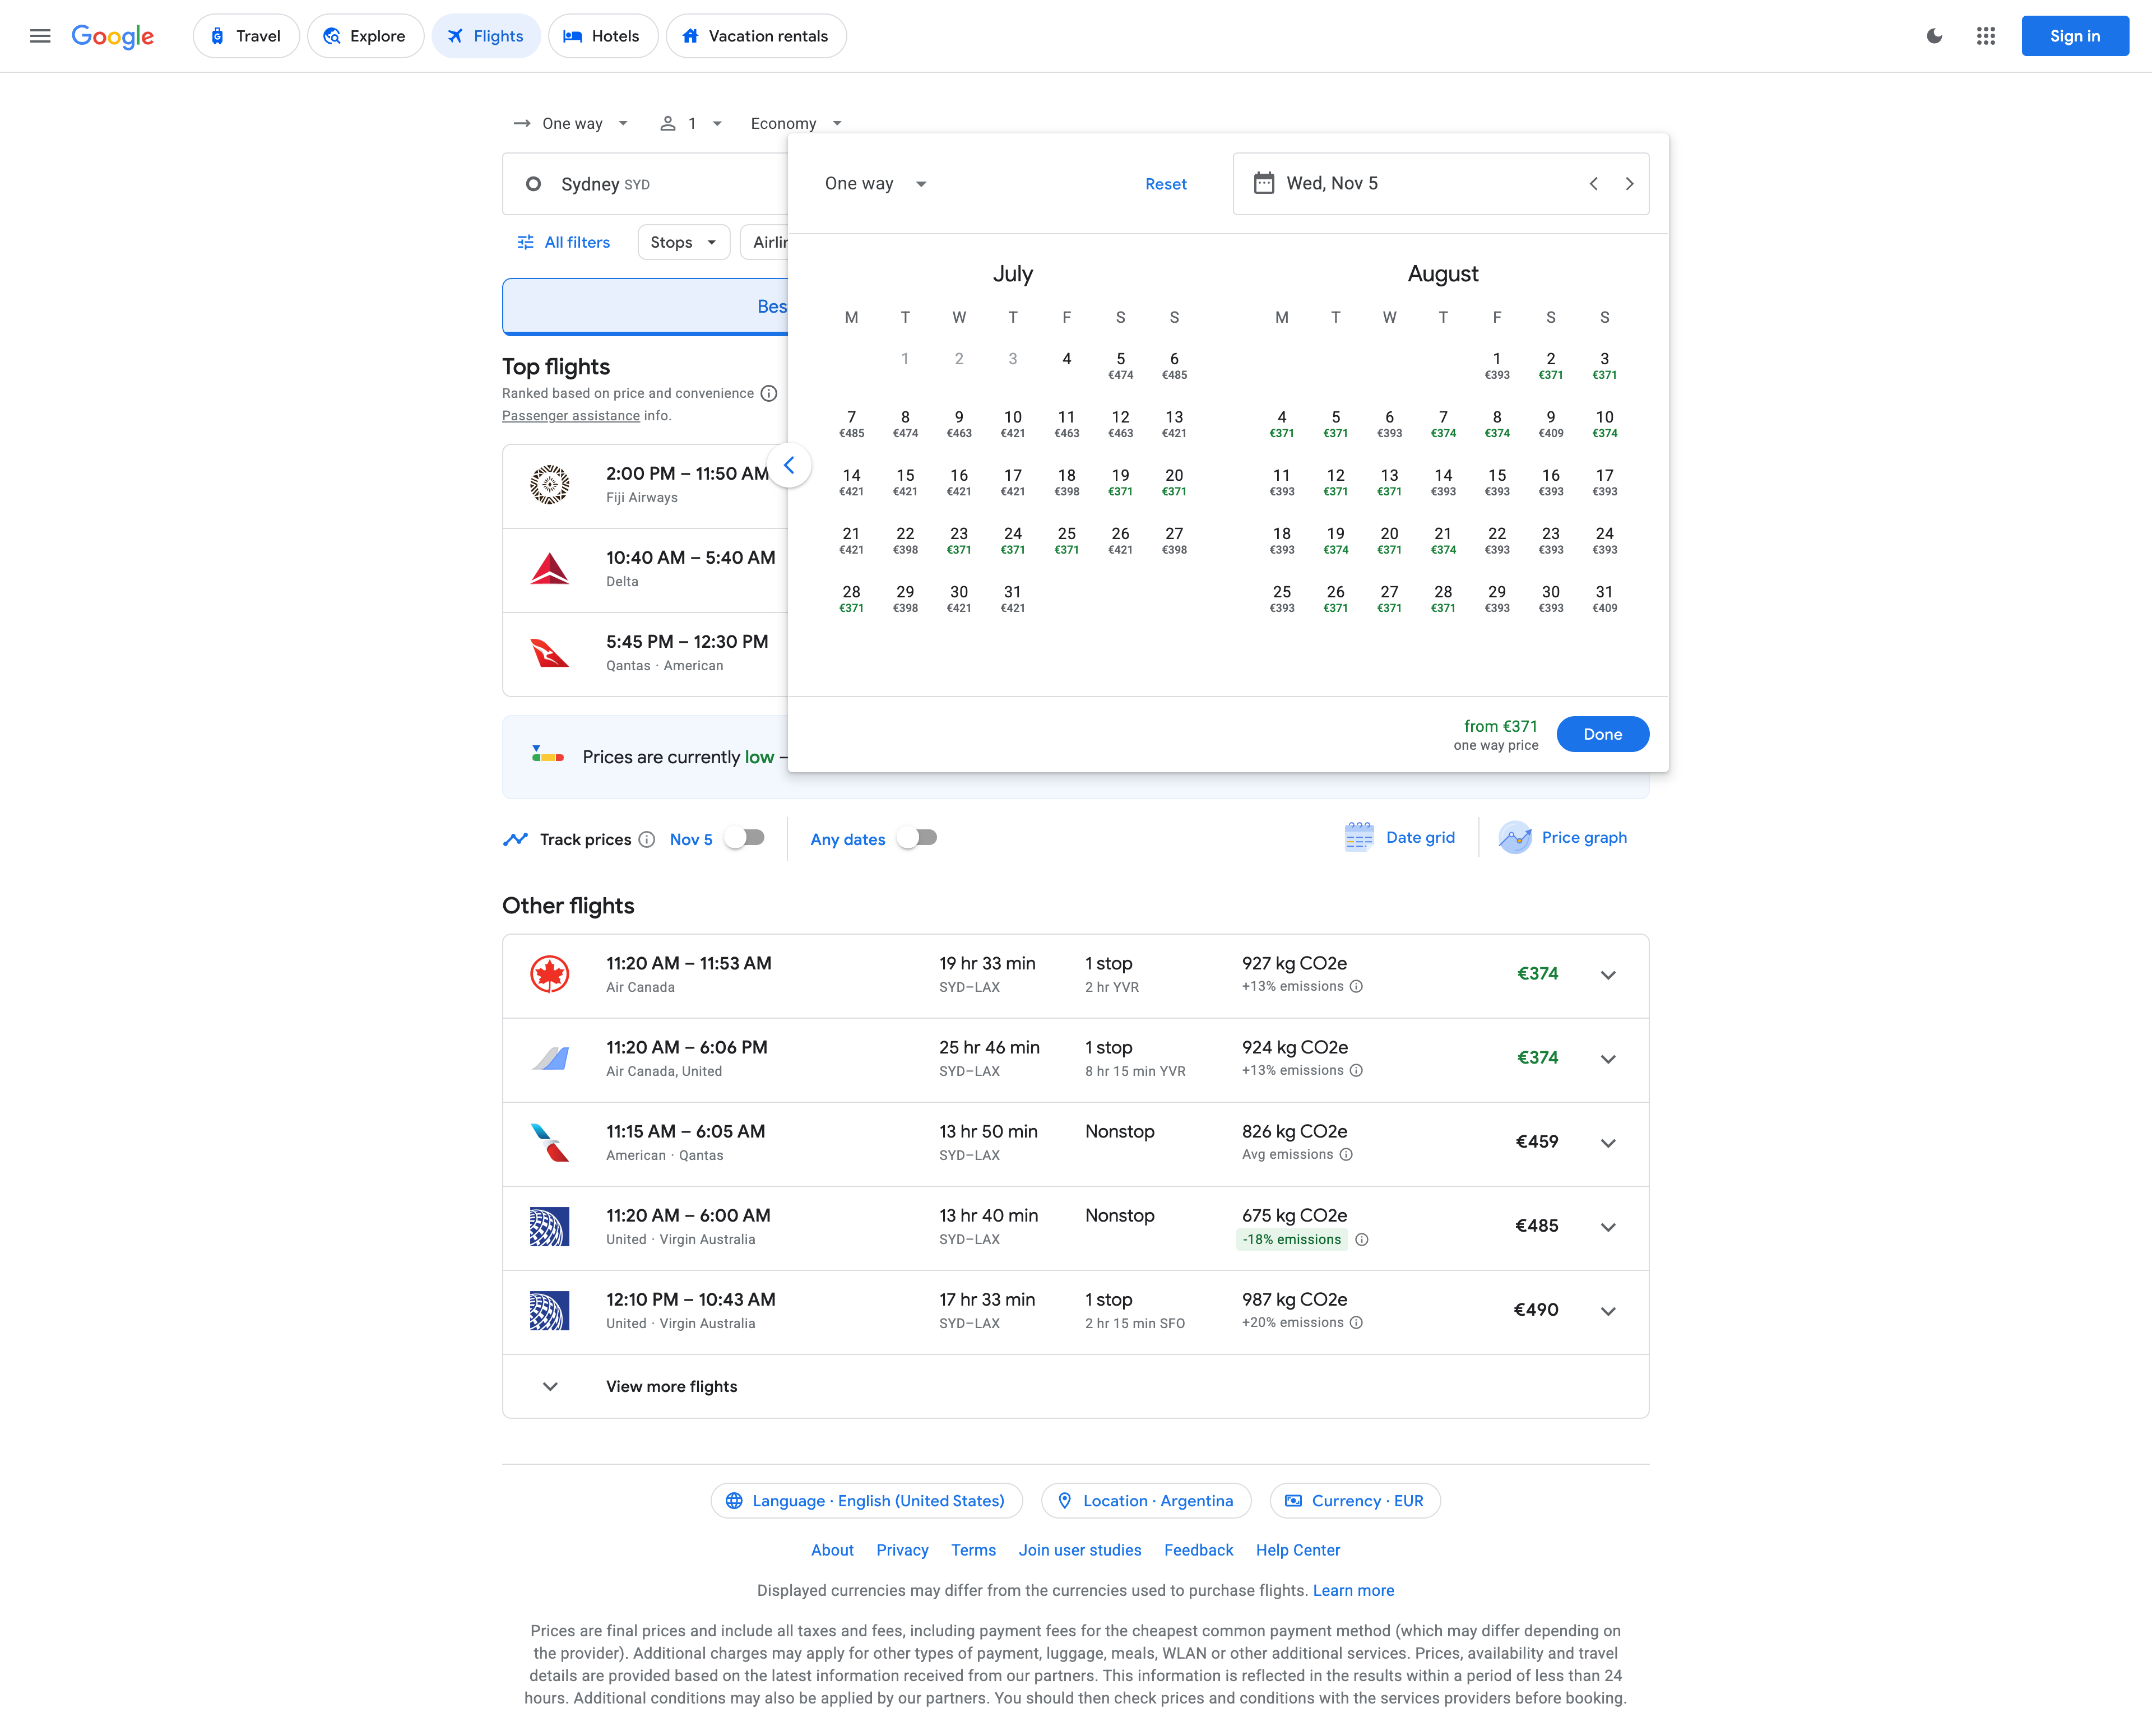 Google
Travel
Explore
Flights
Hotels
Vacation rentals
Sign in
One way
1
Economy
Sydney SYD
One way
Reset
Wed, Nov 5
All filters
Stops
Top flights
Ranked based on price and convenience
Passenger assistance info.
2:00 PM – 11:50 AM
Fiji Airways
10:40 AM – 5:40 AM
Delta
5:45 PM – 12:30 PM
Qantas · American
Prices are currently low –
July
M T W T F S S
1 2 3 4 5 6
€474 €485
7 8 9 10 11 12 13
€485 €474 €463 €421 €463 €463 €421
14 15 16 17 18 19 20
€421 €421 €421 €421 €398 €371 €371
21 22 23 24 25 26 27
€421 €398 €371 €371 €371 €421 €398
28 29 30 31
€371 €398 €421 €421
August
M T W T F S S
1 2 3
€393 €371 €371
4 5 6 7 8 9 10
€371 €371 €393 €374 €374 €409 €374
11 12 13 14 15 16 17
€393 €371 €371 €393 €393 €393 €393
18 19 20 21 22 23 24
€393 €374 €371 €374 €393 €393 €393
25 26 27 28 29 30 31
€393 €371 €371 €371 €393 €393 €409
from €371
one way price
Done
Track prices
Nov 5
Any dates
Date grid
Price graph
Other flights
11:20 AM – 11:53 AM 19 hr 33 min 1 stop 927 kg CO2e €374
Air Canada SYD–LAX 2 hr YVR +13% emissions
11:20 AM – 6:06 PM 25 hr 46 min 1 stop 924 kg CO2e €374
Air Canada, United SYD–LAX 8 hr 15 min YVR +13% emissions
11:15 AM – 6:05 AM 13 hr 50 min Nonstop 826 kg CO2e €459
American · Qantas SYD–LAX Avg emissions
11:20 AM – 6:00 AM 13 hr 40 min Nonstop 675 kg CO2e €485
United · Virgin Australia SYD–LAX -18% emissions
12:10 PM – 10:43 AM 17 hr 33 min 1 stop 987 kg CO2e €490
United · Virgin Australia SYD–LAX 2 hr 15 min SFO +20% emissions
View more flights
Language · English (United States)
Location · Argentina
Currency · EUR
About Privacy Terms Join user studies Feedback Help Center
Displayed currencies may differ from the currencies used to purchase flights. Learn more
Prices are final prices and include all taxes and fees, including payment fees for the cheapest common payment method (which may differ depending on
the provider). Additional charges may apply for other types of payment, luggage, meals, WLAN or other additional services. Prices, availability and travel
details are provided based on the latest information received from our partners. This information is reflected in the results within a period of less than 24
hours. Additional conditions may also be applied by our partners. You should then check prices and conditions with the services providers before booking.